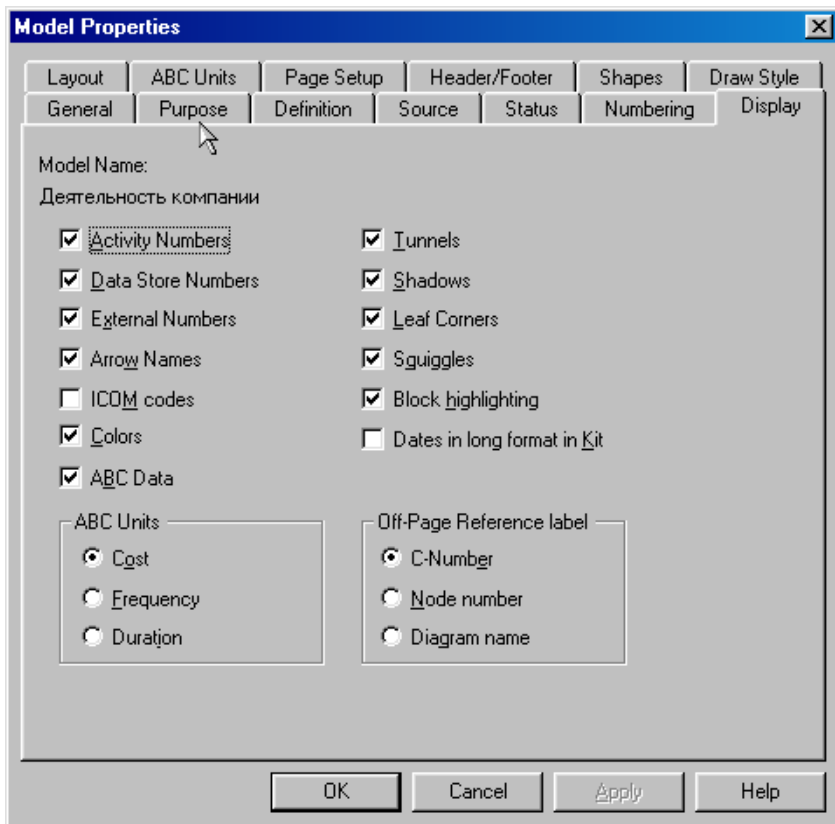 Model Properties
Layout ABC Units Page Setup Header/Footer Shapes Draw Style
General Purpose Definition Source Status Numbering Display
Model Name:
Деятельность компании
Activity Numbers Tunnels
Data Store Numbers Shadows
External Numbers Leaf Corners
Arrow Names Squiggles
ICOM codes Block highlighting
Colors Dates in long format in Kit
ABC Data
ABC Units Off-Page Reference label
Cost C-Number
Frequency Node number
Duration Diagram name
OK Cancel Apply Help